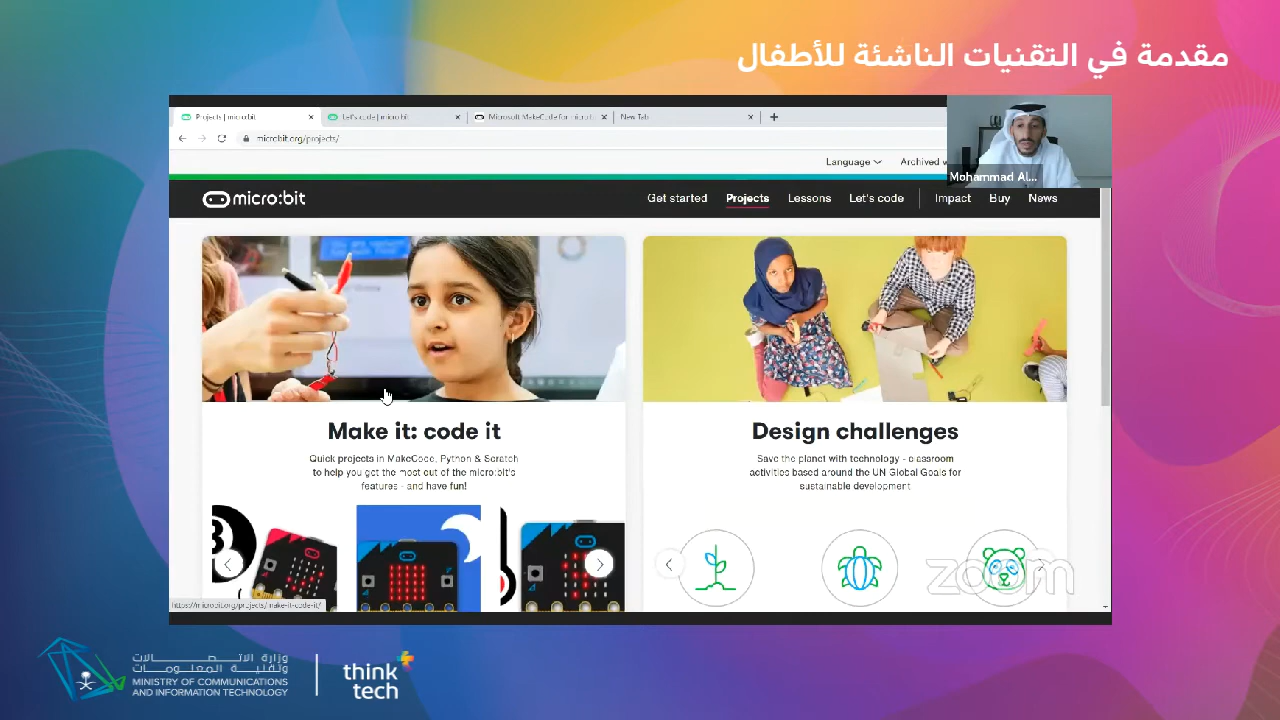 مقدمة في التقنيات الناشئة للأطفال
Projects | micro:bit
Let's code | micro:bit
Microsoft MakeCode for micro:b
New Tab
microbit.org/projects/
Language
Archived
Mohammad Al...
micro:bit
Get started
Projects
Lessons
Let's code
Impact
Buy
News
Make it: code it
Quick projects in MakeCode, Python & Scratch
to help you get the most out of the micro:bit's
features - and have fun!
Design challenges
Save the planet with technology - classroom
activities based around the UN Global Goals for
sustainable development
zoom
https://microbit.org/projects/make-it-code-it/
وزارة الاتصالات
وتقنية المعلومات
MINISTRY OF COMMUNICATIONS
AND INFORMATION TECHNOLOGY
think
tech